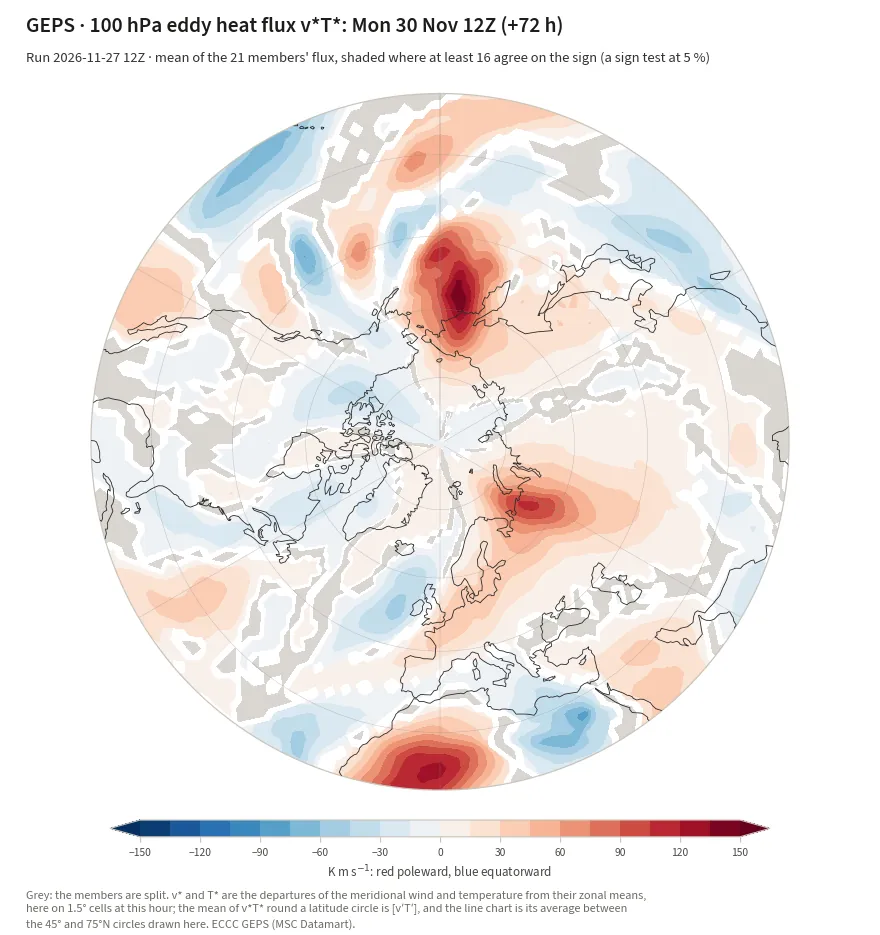 GEPS · 100 hPa eddy heat flux v*T*: Mon 30 Nov 12Z (+72 h)
Run 2026-11-27 12Z · mean of the 21 members' flux, shaded where at least 16 agree on the sign (a sign test at 5 %)
−150 −120 −90 −60 −30 0 30 60 90 120 150
K m s⁻¹: red poleward, blue equatorward
Grey: the members are split. v* and T* are the departures of the meridional wind and temperature from their zonal means,
here on 1.5° cells at this hour; the mean of v*T* round a latitude circle is [v'T'], and the line chart is its average between
the 45° and 75°N circles drawn here. ECCC GEPS (MSC Datamart).